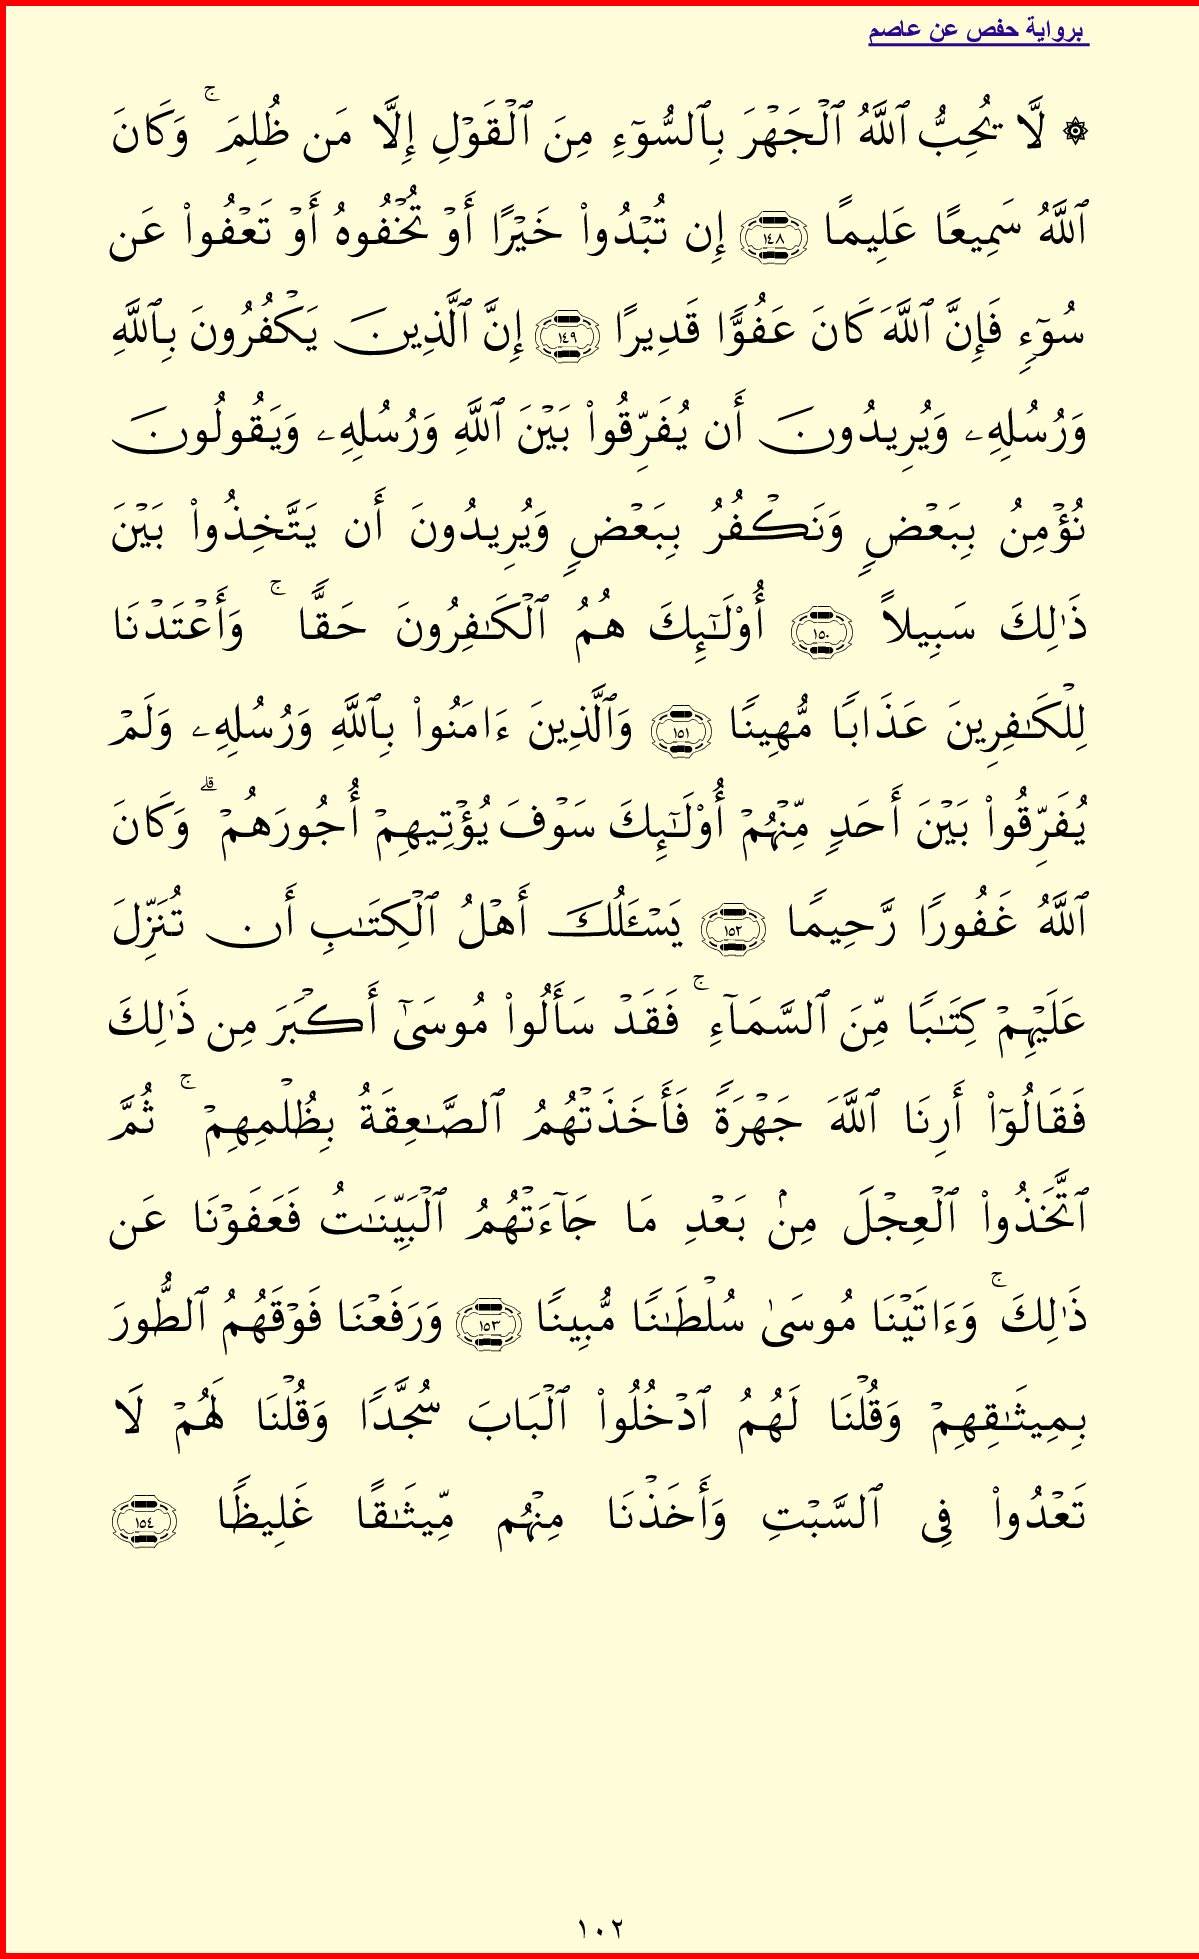 برواية حفص عن عاصم
۞ لَّا يُحِبُّ ٱللَّهُ ٱلْجَهْرَ بِٱلسُّوٓءِ مِنَ ٱلْقَوْلِ إِلَّا مَن ظُلِمَ ۚ وَكَانَ
ٱللَّهُ سَمِيعًا عَلِيمًا ١٤٨ إِن تُبْدُوا۟ خَيْرًا أَوْ تُخْفُوهُ أَوْ تَعْفُوا۟ عَن
سُوٓءٍ فَإِنَّ ٱللَّهَ كَانَ عَفُوًّا قَدِيرًا ١٤٩ إِنَّ ٱلَّذِينَ يَكْفُرُونَ بِٱللَّهِ
وَرُسُلِهِۦ وَيُرِيدُونَ أَن يُفَرِّقُوا۟ بَيْنَ ٱللَّهِ وَرُسُلِهِۦ وَيَقُولُونَ
نُؤْمِنُ بِبَعْضٍ وَنَكْفُرُ بِبَعْضٍ وَيُرِيدُونَ أَن يَتَّخِذُوا۟ بَيْنَ
ذَٰلِكَ سَبِيلًا ١٥٠ أُو۟لَـٰٓئِكَ هُمُ ٱلْكَـٰفِرُونَ حَقًّا ۚ وَأَعْتَدْنَا
لِلْكَـٰفِرِينَ عَذَابًا مُّهِينًا ١٥١ وَٱلَّذِينَ ءَامَنُوا۟ بِٱللَّهِ وَرُسُلِهِۦ وَلَمْ
يُفَرِّقُوا۟ بَيْنَ أَحَدٍ مِّنْهُمْ أُو۟لَـٰٓئِكَ سَوْفَ يُؤْتِيهِمْ أُجُورَهُمْ ۗ وَكَانَ
ٱللَّهُ غَفُورًا رَّحِيمًا ١٥٢ يَسْـَٔلُكَ أَهْلُ ٱلْكِتَـٰبِ أَن تُنَزِّلَ
عَلَيْهِمْ كِتَـٰبًا مِّنَ ٱلسَّمَآءِ ۚ فَقَدْ سَأَلُوا۟ مُوسَىٰٓ أَكْبَرَ مِن ذَٰلِكَ
فَقَالُوٓا۟ أَرِنَا ٱللَّهَ جَهْرَةً فَأَخَذَتْهُمُ ٱلصَّـٰعِقَةُ بِظُلْمِهِمْ ۚ ثُمَّ
ٱتَّخَذُوا۟ ٱلْعِجْلَ مِنۢ بَعْدِ مَا جَآءَتْهُمُ ٱلْبَيِّنَـٰتُ فَعَفَوْنَا عَن
ذَٰلِكَ ۚ وَءَاتَيْنَا مُوسَىٰ سُلْطَـٰنًا مُّبِينًا ١٥٣ وَرَفَعْنَا فَوْقَهُمُ ٱلطُّورَ
بِمِيثَـٰقِهِمْ وَقُلْنَا لَهُمُ ٱدْخُلُوا۟ ٱلْبَابَ سُجَّدًا وَقُلْنَا لَهُمْ لَا
تَعْدُوا۟ فِى ٱلسَّبْتِ وَأَخَذْنَا مِنْهُم مِّيثَـٰقًا غَلِيظًا ١٥٤
١٠٢